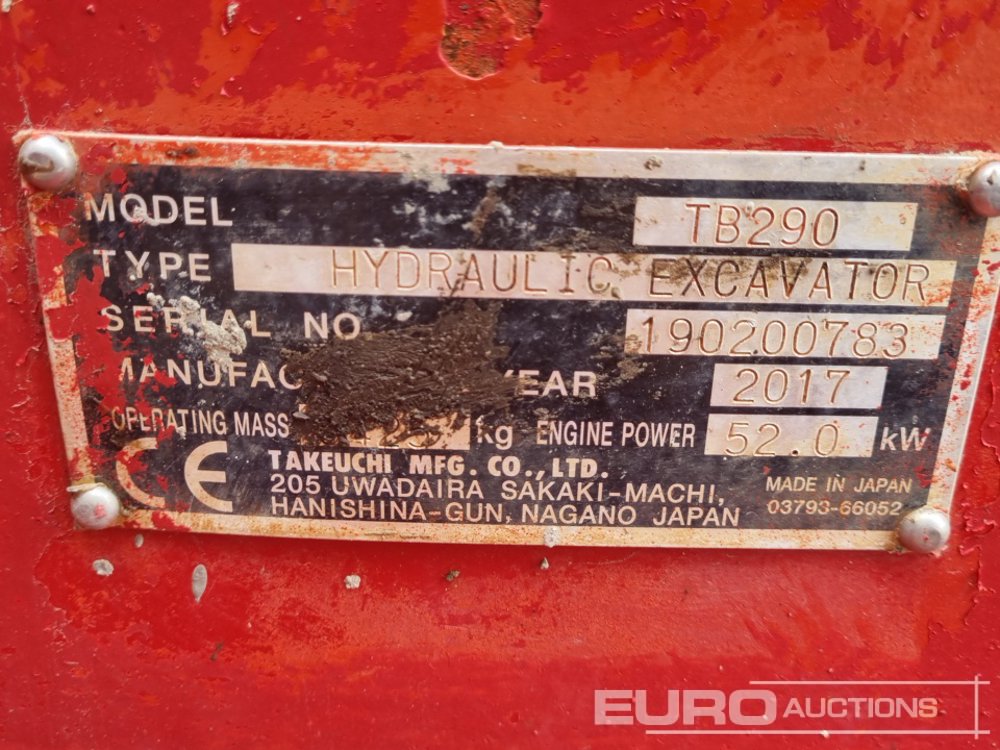 MODEL TB290
TYPE HYDRAULIC EXCAVATOR
SERIAL NO. 190200783
YEAR 2017
OPERATING MASS kg ENGINE POWER 52.0 kW
CE TAKEUCHI MFG. CO., LTD.
205 UWADAIRA SAKAKI-MACHI,
HANISHINA-GUN, NAGANO JAPAN
MADE IN JAPAN
03793-66052
EURO AUCTIONS